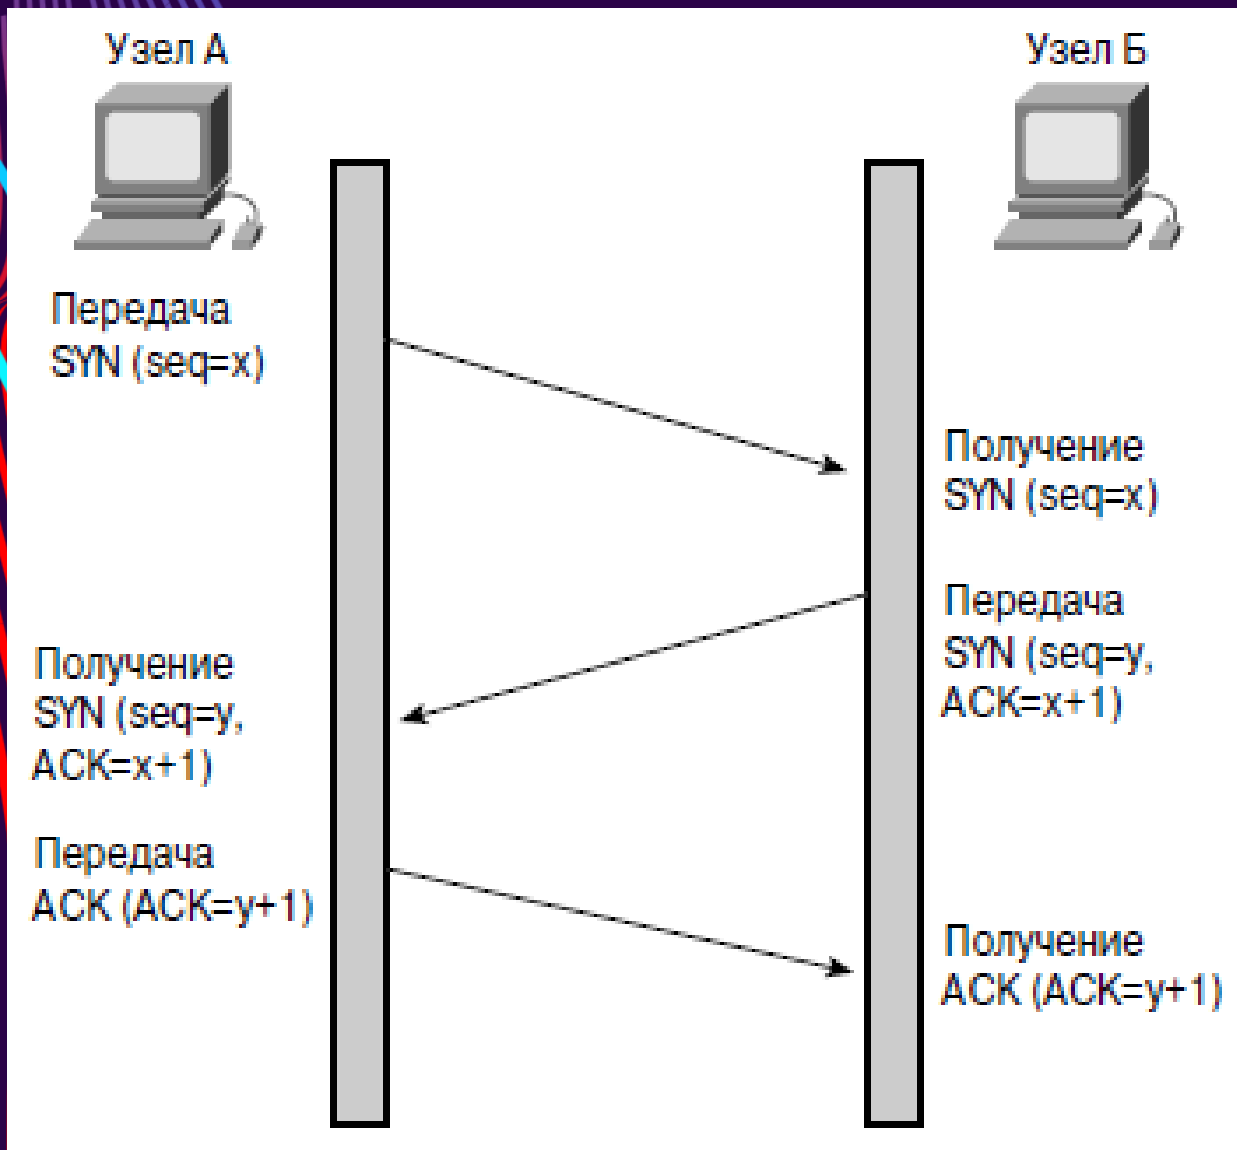 Узел А
Узел Б
Передача
SYN (seq=x)
Получение
SYN (seq=x)
Передача
SYN (seq=y,
ACK=x+1)
Получение
SYN (seq=y,
ACK=x+1)
Передача
ACK (ACK=y+1)
Получение
ACK (ACK=y+1)